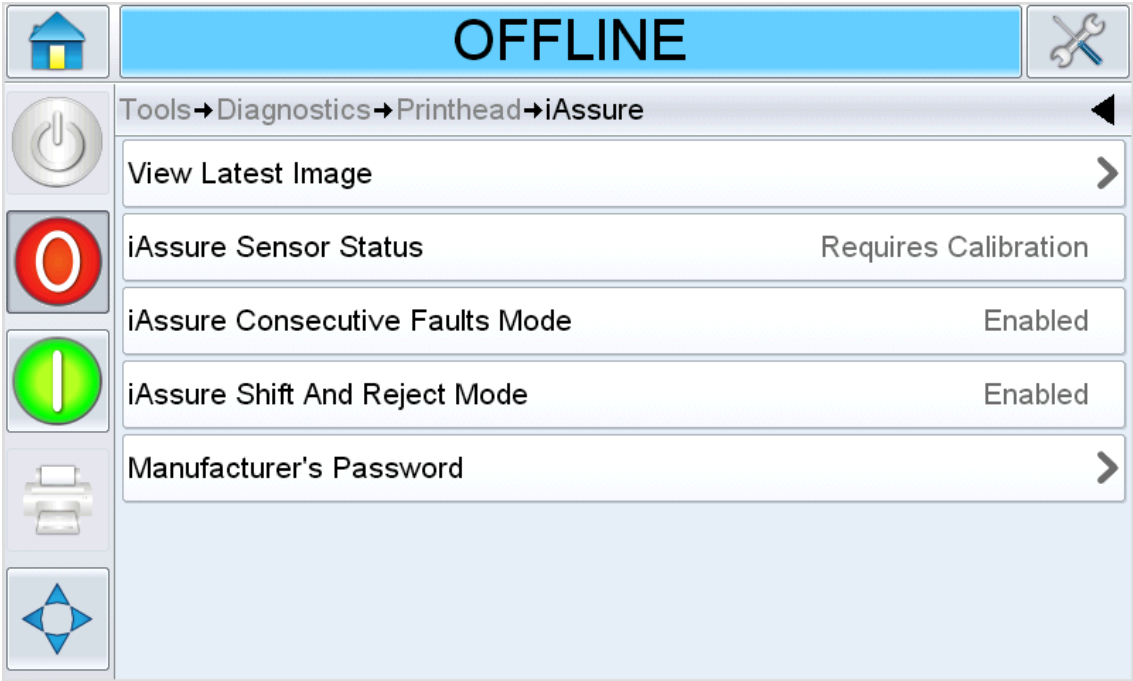 OFFLINE
Tools→Diagnostics→Printhead→iAssure
View Latest Image
iAssure Sensor Status Requires Calibration
iAssure Consecutive Faults Mode Enabled
iAssure Shift And Reject Mode Enabled
Manufacturer's Password